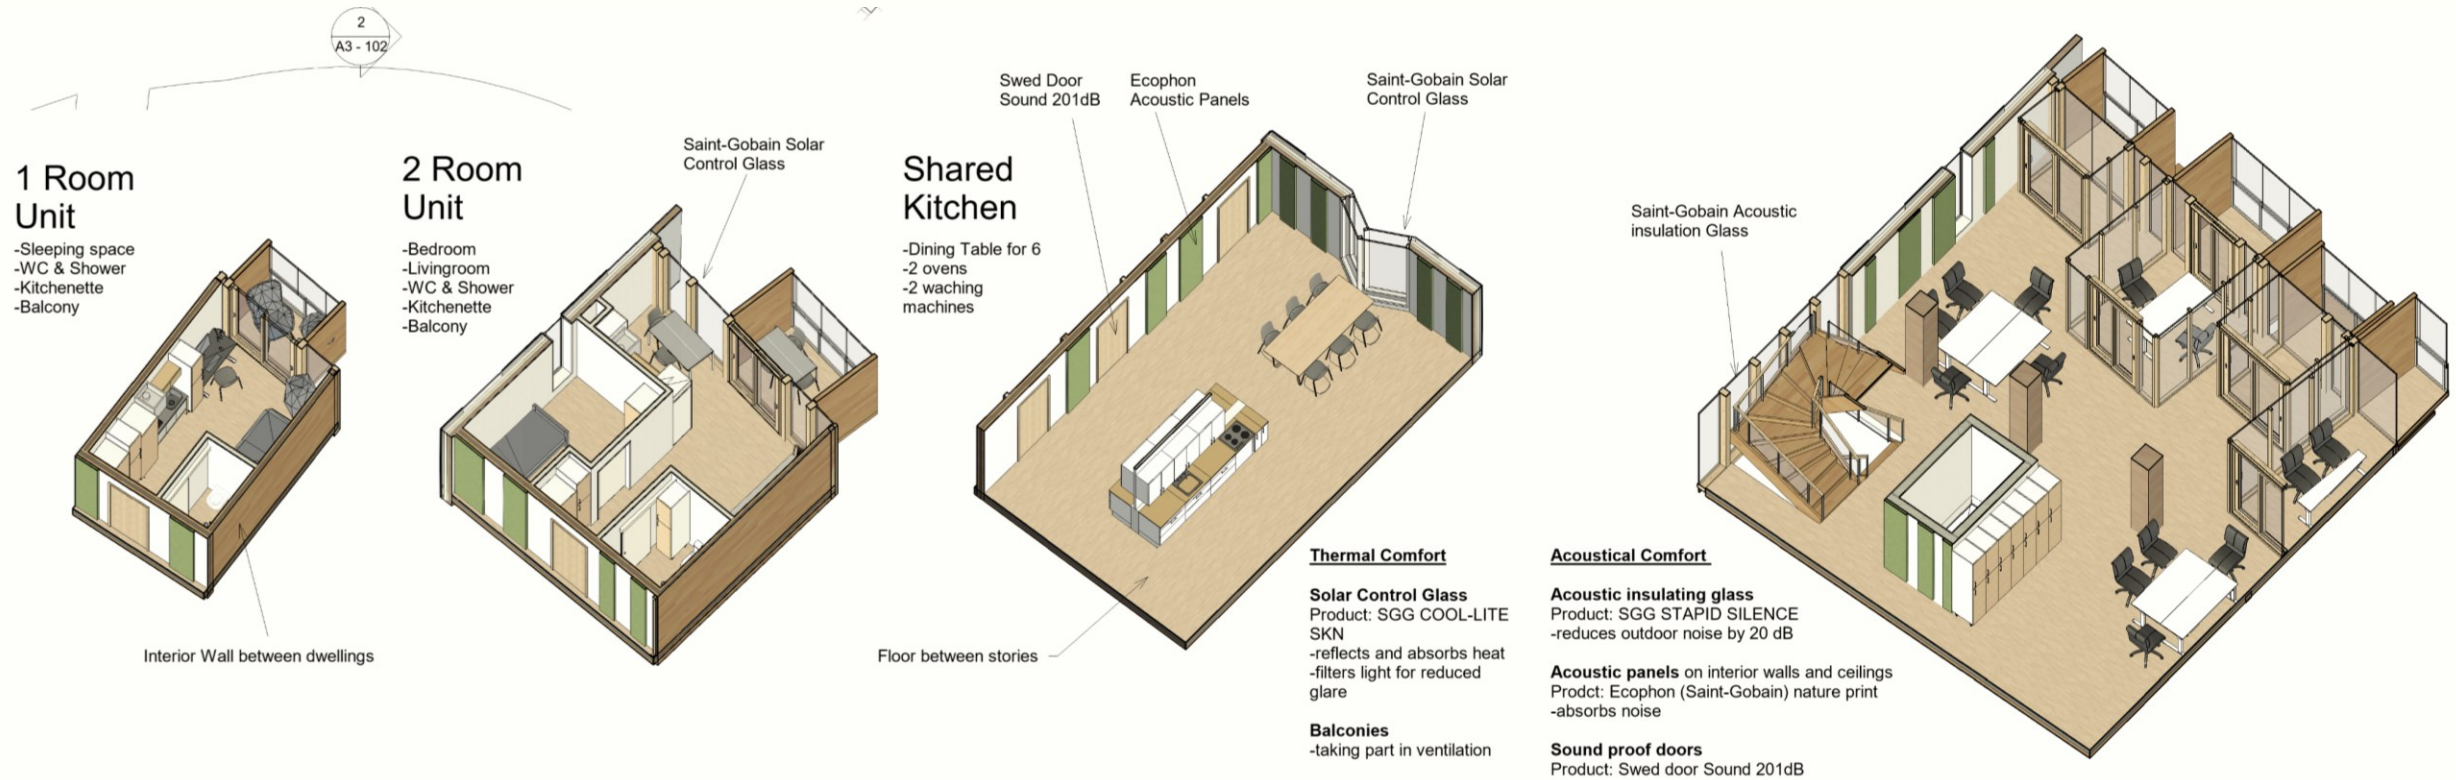 2
A3 - 102
1 Room
Unit
-Sleeping space
-WC & Shower
-Kitchenette
-Balcony
2 Room
Unit
-Bedroom
-Livingroom
-WC & Shower
-Kitchenette
-Balcony
Saint-Gobain Solar
Control Glass
Interior Wall between dwellings
Shared
Kitchen
-Dining Table for 6
-2 ovens
-2 waching
machines
Swed Door
Sound 201dB
Ecophon
Acoustic Panels
Saint-Gobain Solar
Control Glass
Floor between stories
Saint-Gobain Acoustic
insulation Glass
Thermal Comfort
Solar Control Glass
Product: SGG COOL-LITE
SKN
-reflects and absorbs heat
-filters light for reduced
glare
Balconies
-taking part in ventilation
Acoustical Comfort
Acoustic insulating glass
Product: SGG STAPID SILENCE
-reduces outdoor noise by 20 dB
Acoustic panels on interior walls and ceilings
Prodct: Ecophon (Saint-Gobain) nature print
-absorbs noise
Sound proof doors
Product: Swed door Sound 201dB